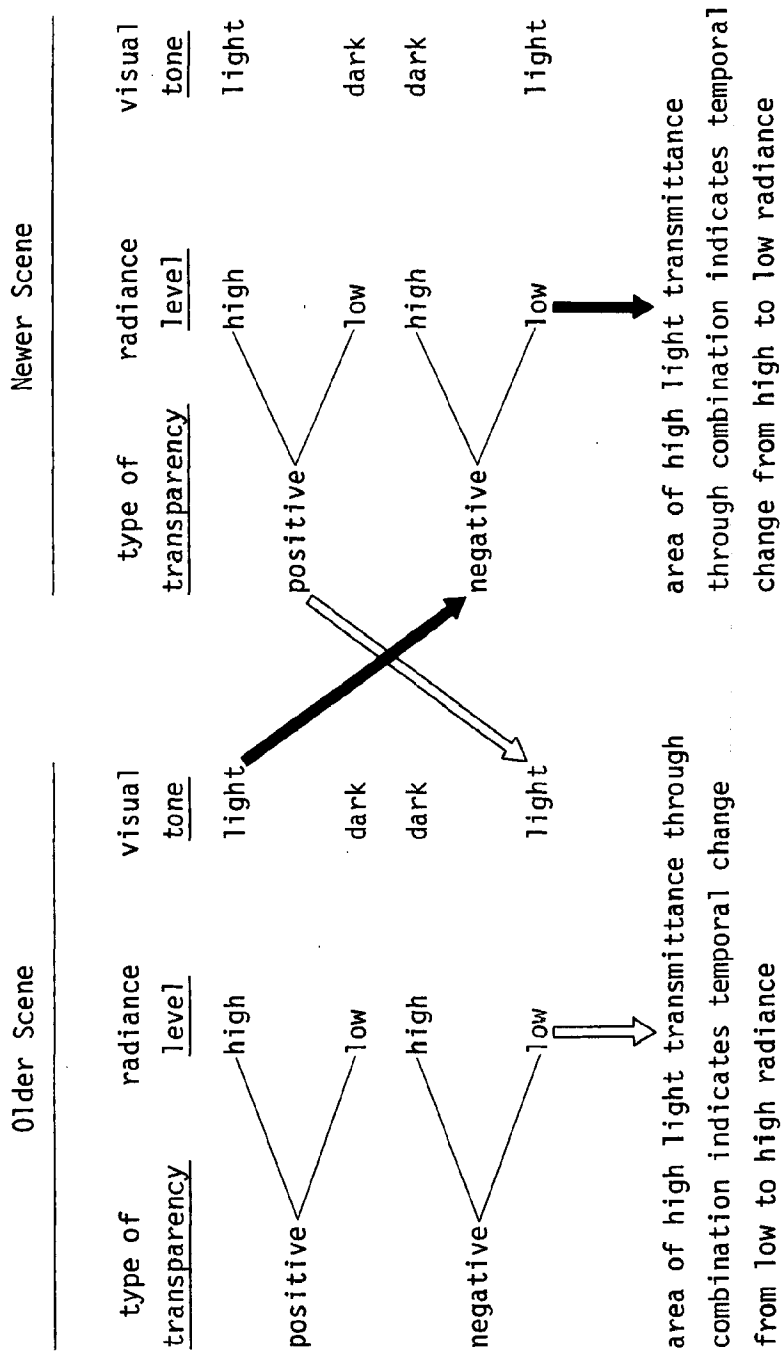 Older Scene
type of transparency
radiance level
visual tone
positive
high
light
low
dark
negative
high
dark
low
light
area of high light transmittance through
combination indicates temporal change
from low to high radiance
Newer Scene
type of transparency
radiance level
visual tone
positive
high
light
low
dark
negative
high
dark
low
light
area of high light transmittance
through combination indicates temporal
change from high to low radiance